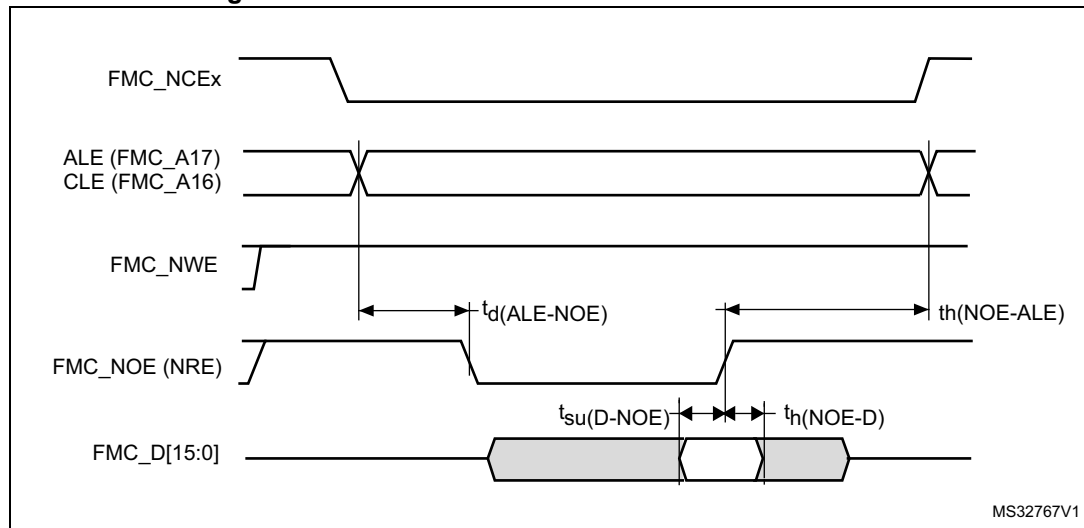 FMC_NCEx
ALE (FMC_A17)
CLE (FMC_A16)
FMC_NWE
td(ALE-NOE)
th(NOE-ALE)
FMC_NOE (NRE)
tsu(D-NOE)
th(NOE-D)
FMC_D[15:0]
MS32767V1